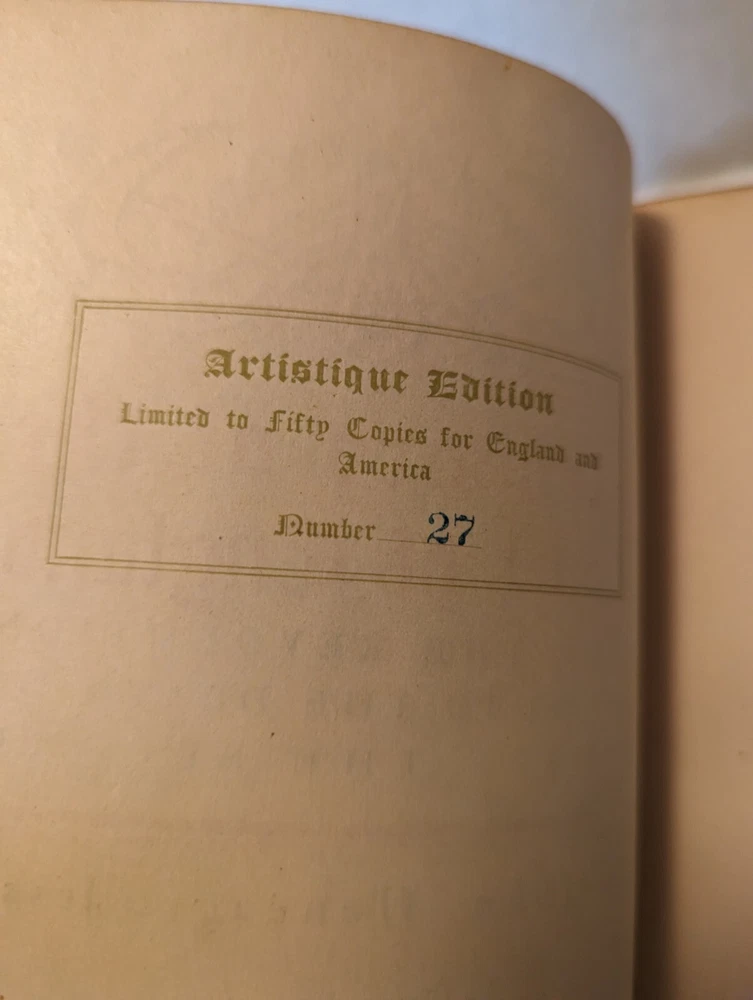 Artistique Edition
Limited to Fifty Copies for England and
America
Number 27